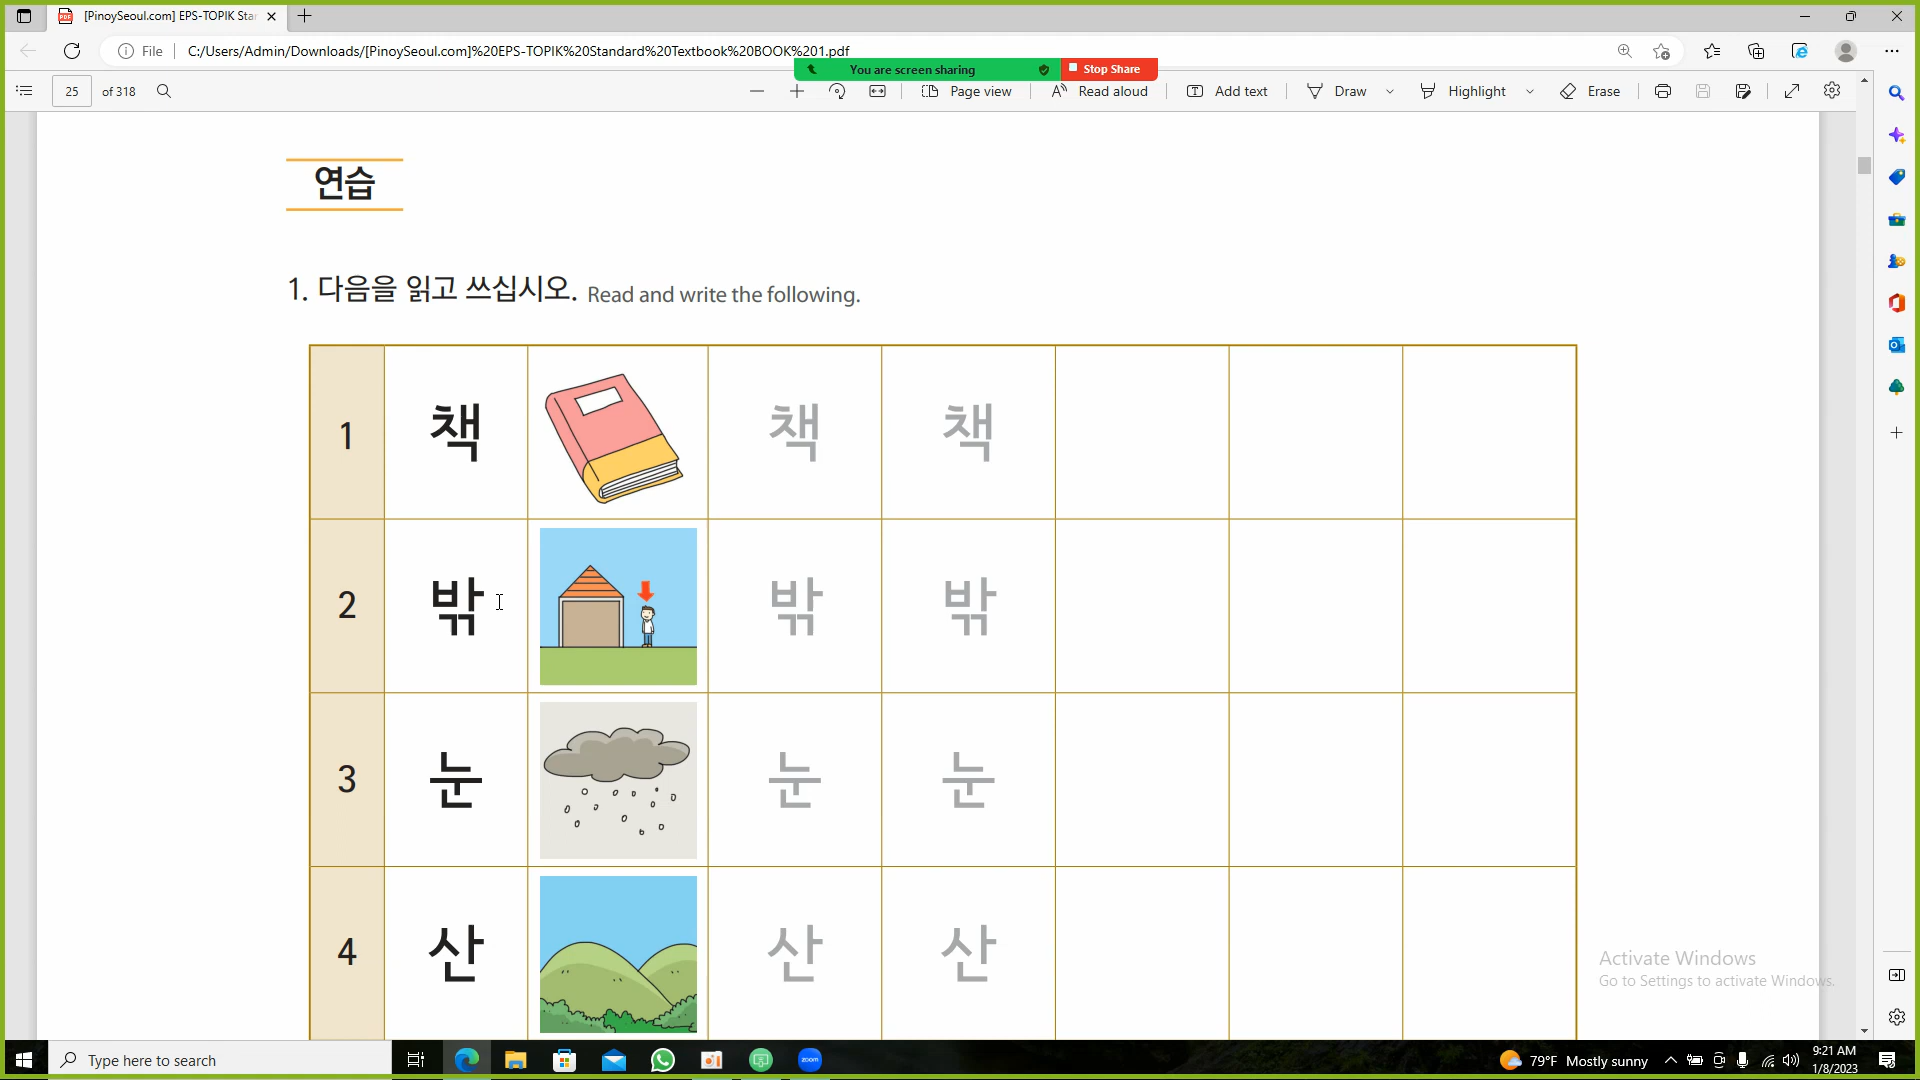 [PinoySeoul.com] EPS-TOPIK Sta
File
C:/Users/Admin/Downloads/[PinoySeoul.com]%20EPS-TOPIK%20Standard%20Textbook%20BOOK%201.pdf
You are screen sharing
Stop Share
25
of 318
Page view
Read aloud
Add text
Draw
Highlight
Erase
연습
1. 다음을 읽고 쓰십시오. Read and write the following.
1 책 책 책
2 밖 밖 밖
3 눈 눈 눈
4 산 산 산
Activate Windows
Go to Settings to activate Windows.
Type here to search
zoom
79°F Mostly sunny
9:21 AM
1/8/2023